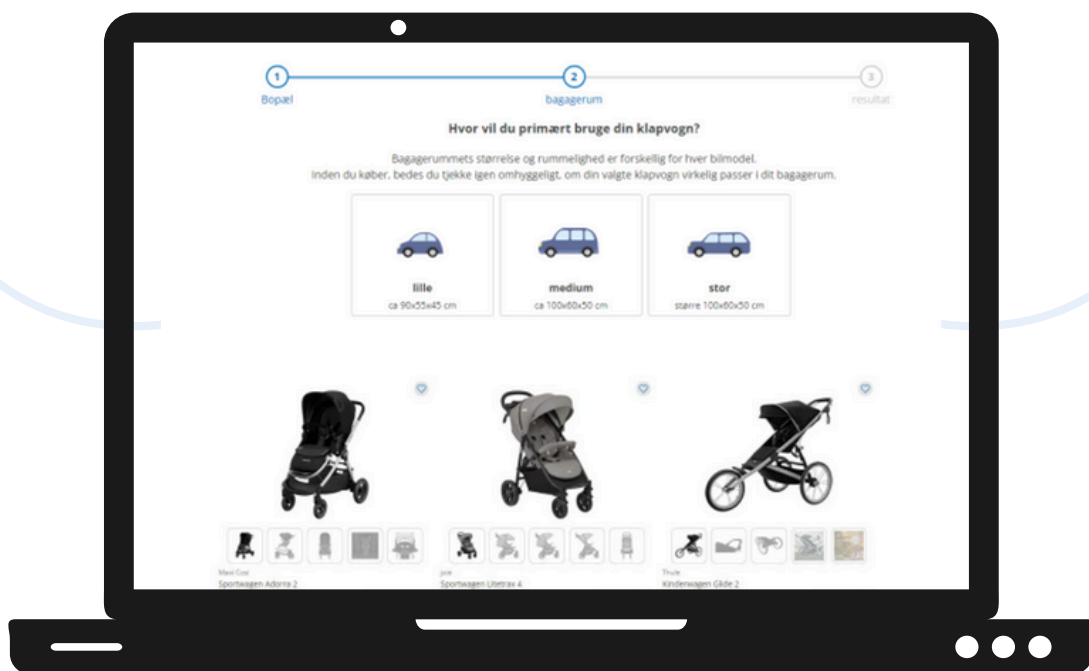 1
2
3
Bopæl
bagagerum
resultat
Hvor vil du primært bruge din klapvogn?
Bagagerummets størrelse og rummelighed er forskellig for hver bilmodel.
Inden du køber, bedes du tjekke igen omhyggeligt, om din valgte klapvogn virkelig passer i dit bagagerum.
lille
ca 90x55x45 cm
medium
ca 100x60x50 cm
stor
større 100x60x50 cm
Maxi Cosi
Sportwagen Adorra 2
joie
Sportwagen Litetrax 4
Thule
Kinderwagen Glide 2